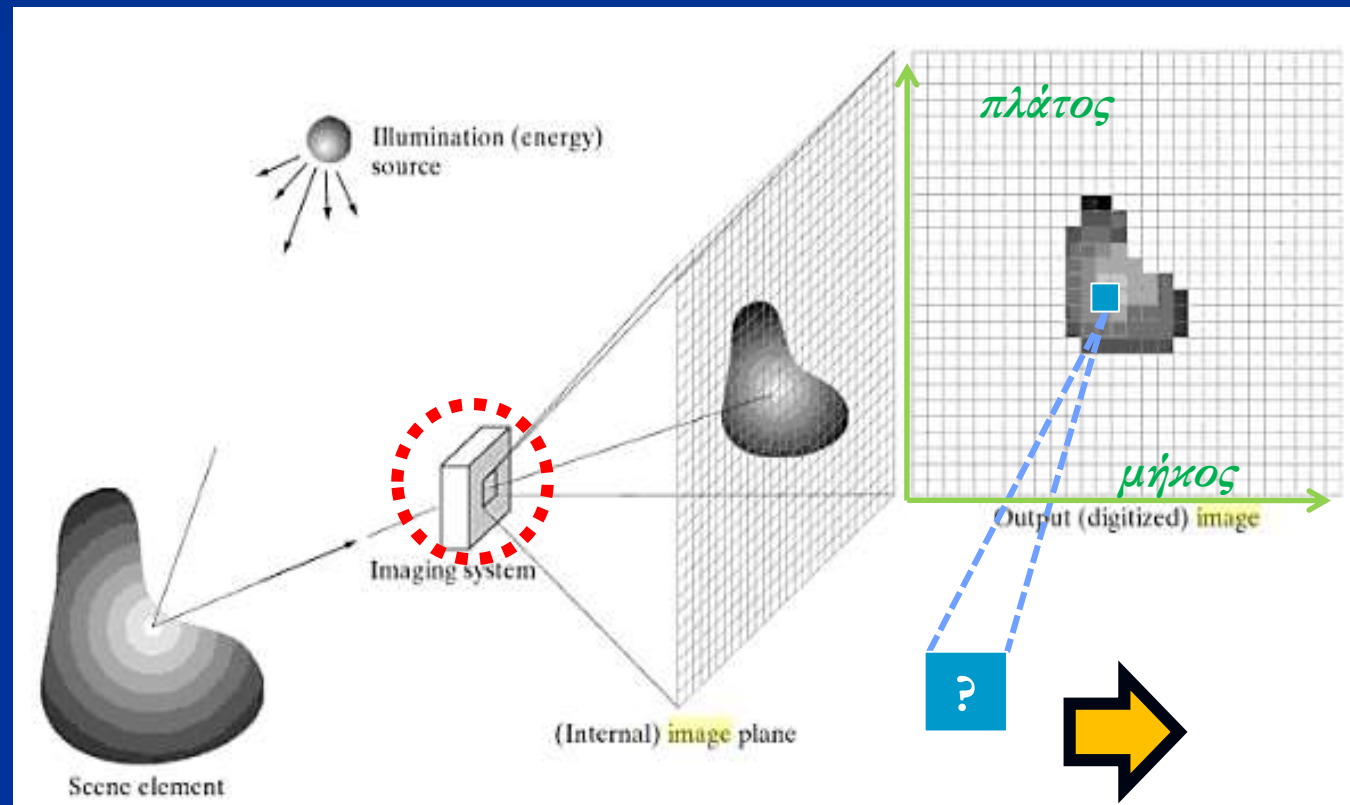 πλάτος
Illumination (energy)
source
μήκος
Output (digitized) image
Imaging system
?
(Internal) image plane
Scene element